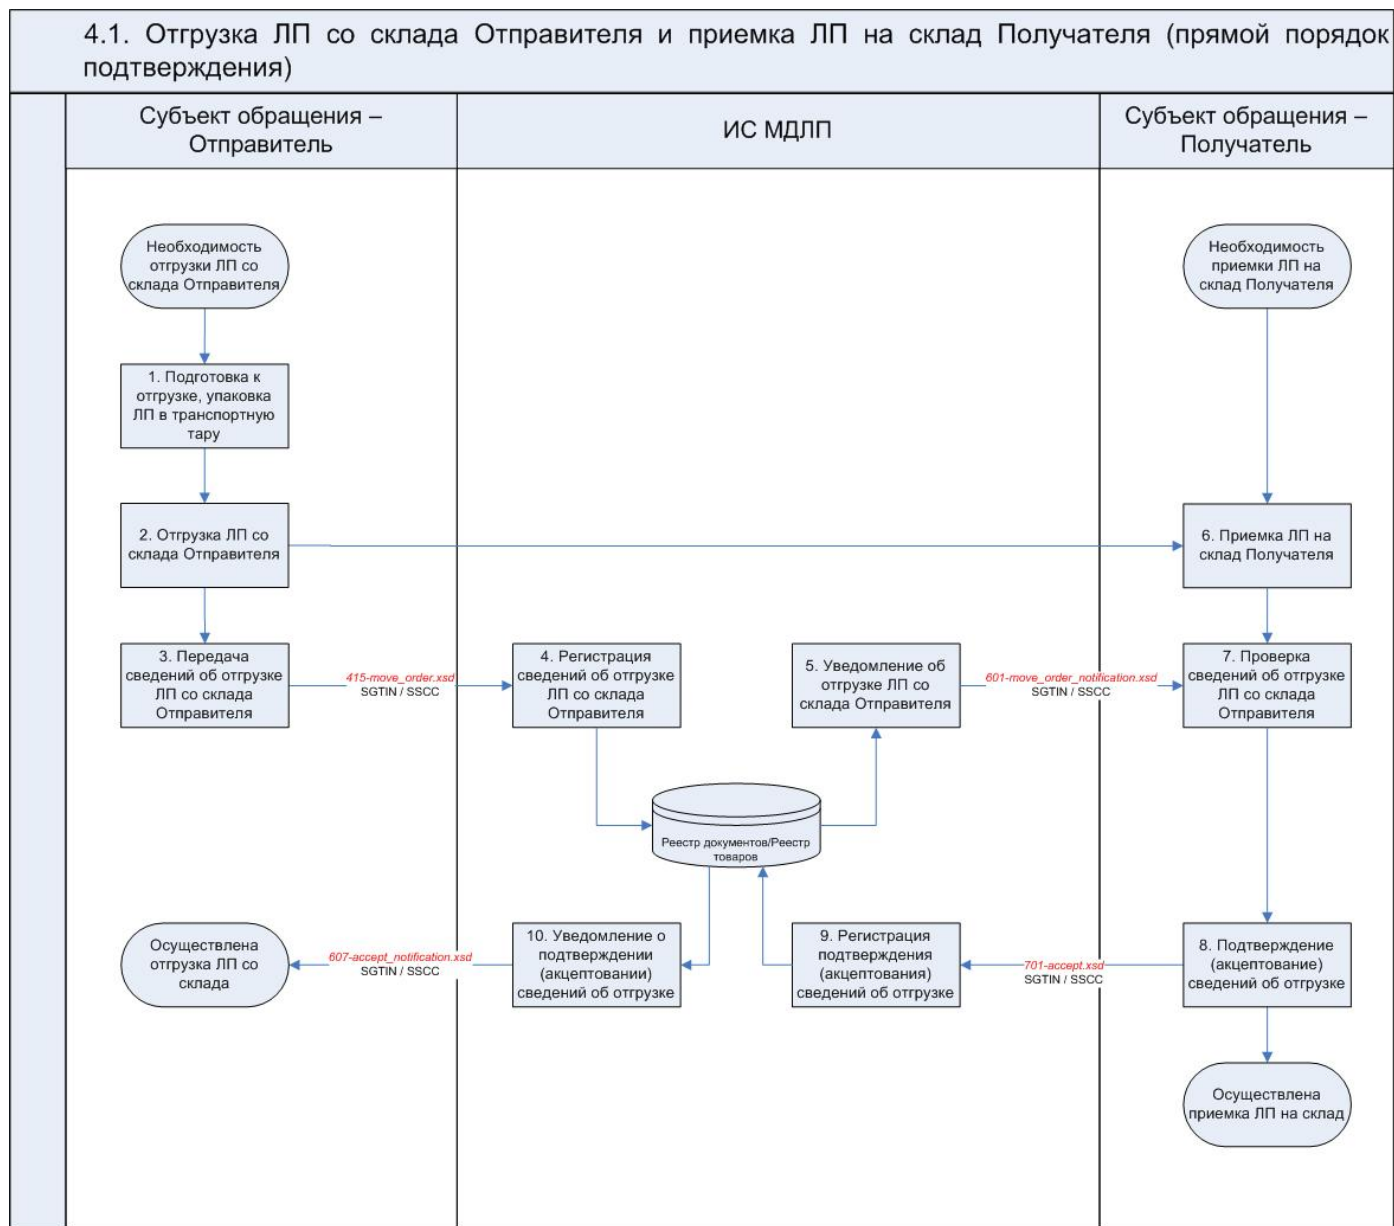 4.1. Отгрузка ЛП со склада Отправителя и приемка ЛП на склад Получателя (прямой порядок
подтверждения)
Субъект обращения –
Отправитель
ИС МДЛП
Субъект обращения –
Получатель
Необходимость
отгрузки ЛП со
склада Отправителя
Необходимость
приемки ЛП на
склад Получателя
1. Подготовка к
отгрузке, упаковка
ЛП в транспортную
тару
2. Отгрузка ЛП со
склада Отправителя
6. Приемка ЛП на
склад Получателя
3. Передача
сведений об отгрузке
ЛП со склада
Отправителя
415-move_order.xsd
SGTIN / SSCC
4. Регистрация
сведений об отгрузке
ЛП со склада
Отправителя
5. Уведомление об
отгрузке ЛП со
склада Отправителя
601-move_order_notification.xsd
SGTIN / SSCC
7. Проверка
сведений об отгрузке
ЛП со склада
Отправителя
Реестр документов/Реестр
товаров
Осуществлена
отгрузка ЛП со
склада
607-accept_notification.xsd
SGTIN / SSCC
10. Уведомление о
подтверждении
(акцептовании)
сведений об отгрузке
9. Регистрация
подтверждения
(акцептования)
сведений об отгрузке
701-accept.xsd
SGTIN / SSCC
8. Подтверждение
(акцептование)
сведений об отгрузке
Осуществлена
приемка ЛП на склад